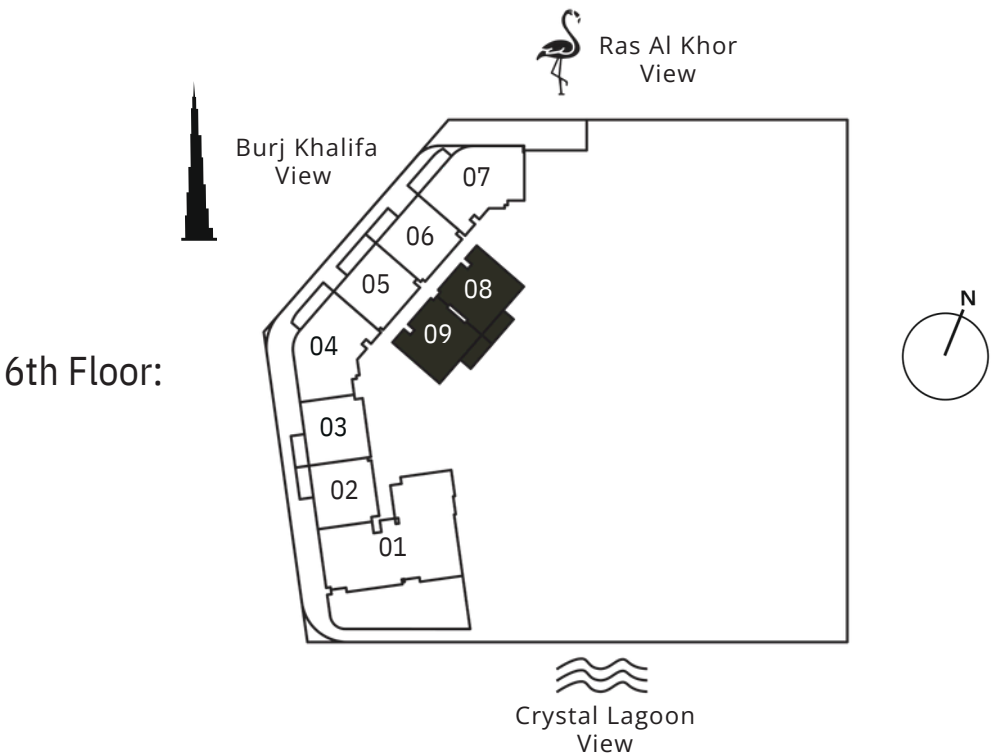 Ras Al Khor
View
Burj Khalifa
View
07
06
05
08
09
04
N
6th Floor:
03
02
01
Crystal Lagoon
View